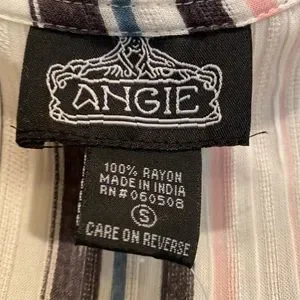 ANGIE
100% RAYON
MADE IN INDIA
RN#060508
S
CARE ON REVERSE